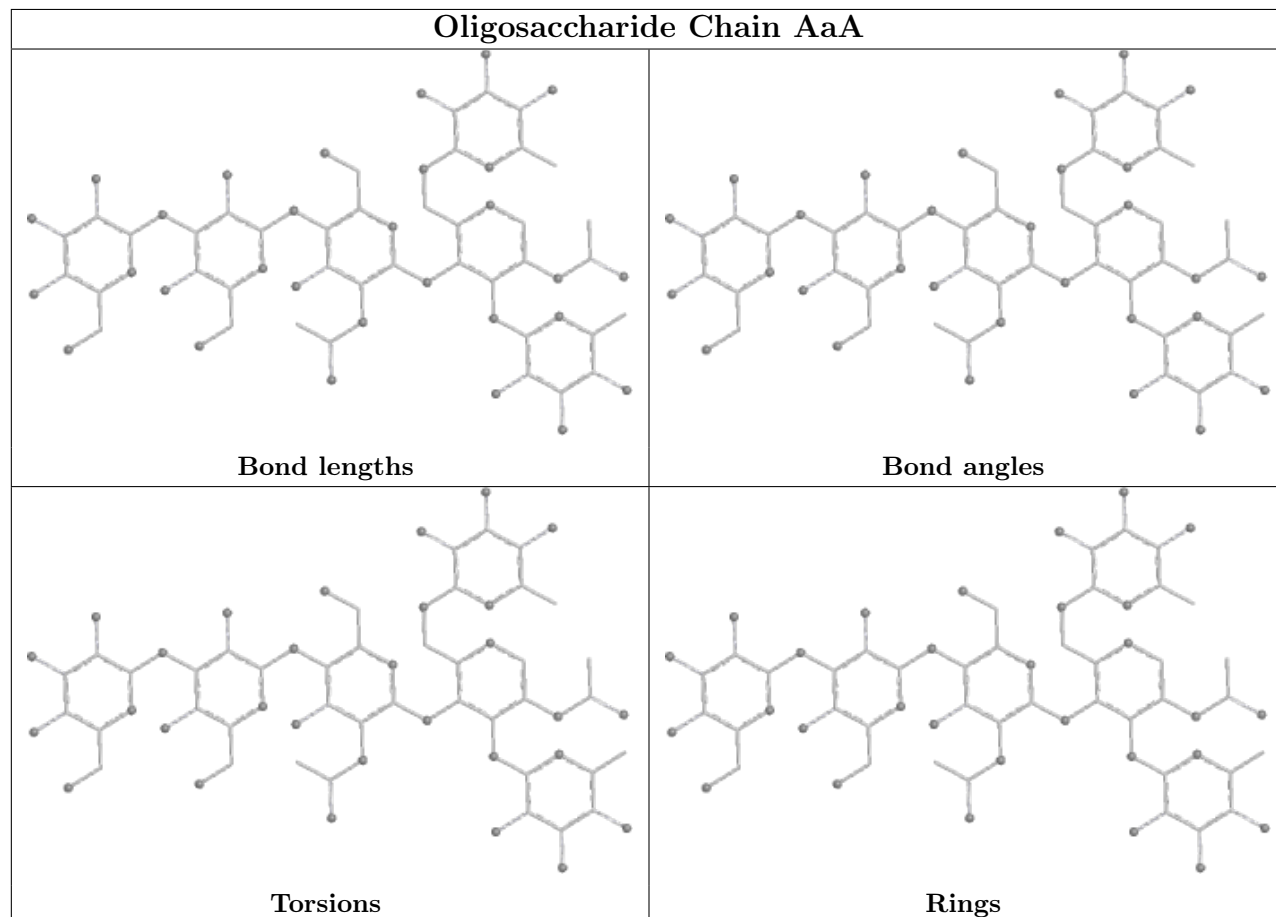 Oligosaccharide Chain AaA
Bond lengths
Bond angles
Torsions
Rings